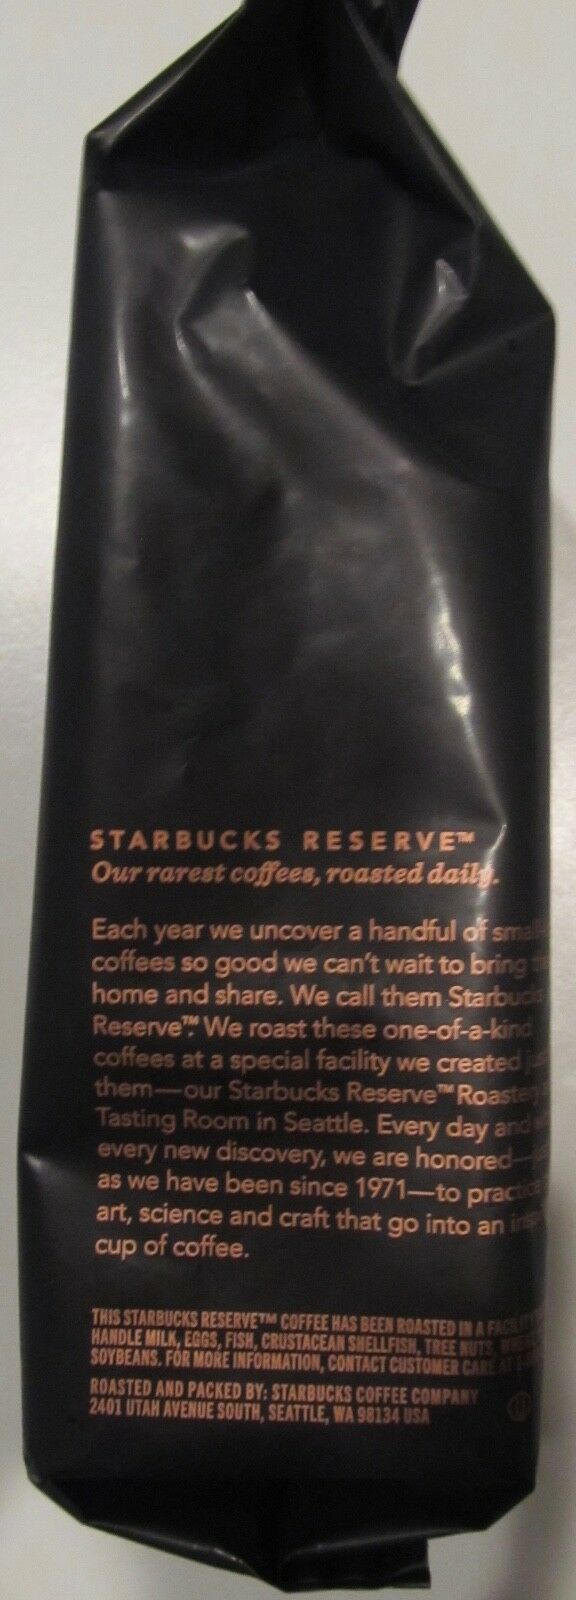 STARBUCKS RESERVE™
Our rarest coffees, roasted daily.
Each year we uncover a handful of small
coffees so good we can't wait to bring
home and share. We call them Starbucks
Reserve™. We roast these one-of-a-kind
coffees at a special facility we created
them—our Starbucks Reserve™ Roastery
Tasting Room in Seattle. Every day and
every new discovery, we are honored—
as we have been since 1971—to practice
art, science and craft that go into an
cup of coffee.
THIS STARBUCKS RESERVE™ COFFEE HAS BEEN ROASTED IN A
HANDLE MILK, EGGS, FISH, CRUSTACEAN SHELLFISH, TREE NUTS,
SOYBEANS. FOR MORE INFORMATION, CONTACT CUSTOMER CARE AT
ROASTED AND PACKED BY: STARBUCKS COFFEE COMPANY
2401 UTAH AVENUE SOUTH, SEATTLE, WA 98134 USA